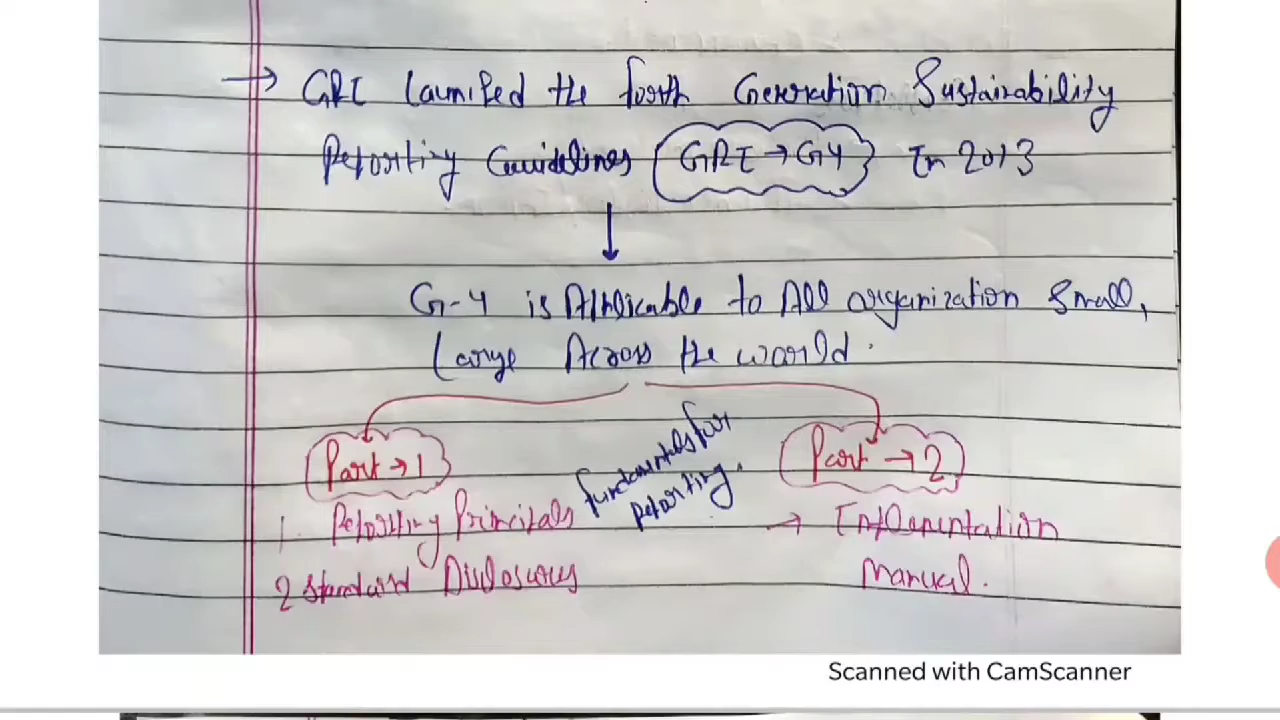 → GRI Launched the forth Generation Sustainability
Reporting Guidelines (GRI → G4) In 2013
↓
G-4 is Applicable to All organization Small,
Large Across the world.
Part → 1
fundamentals for
reporting.
Part → 2
1. Reporting Principals
→ Implementation
2 Standard Disclosures
Manual.
Scanned with CamScanner